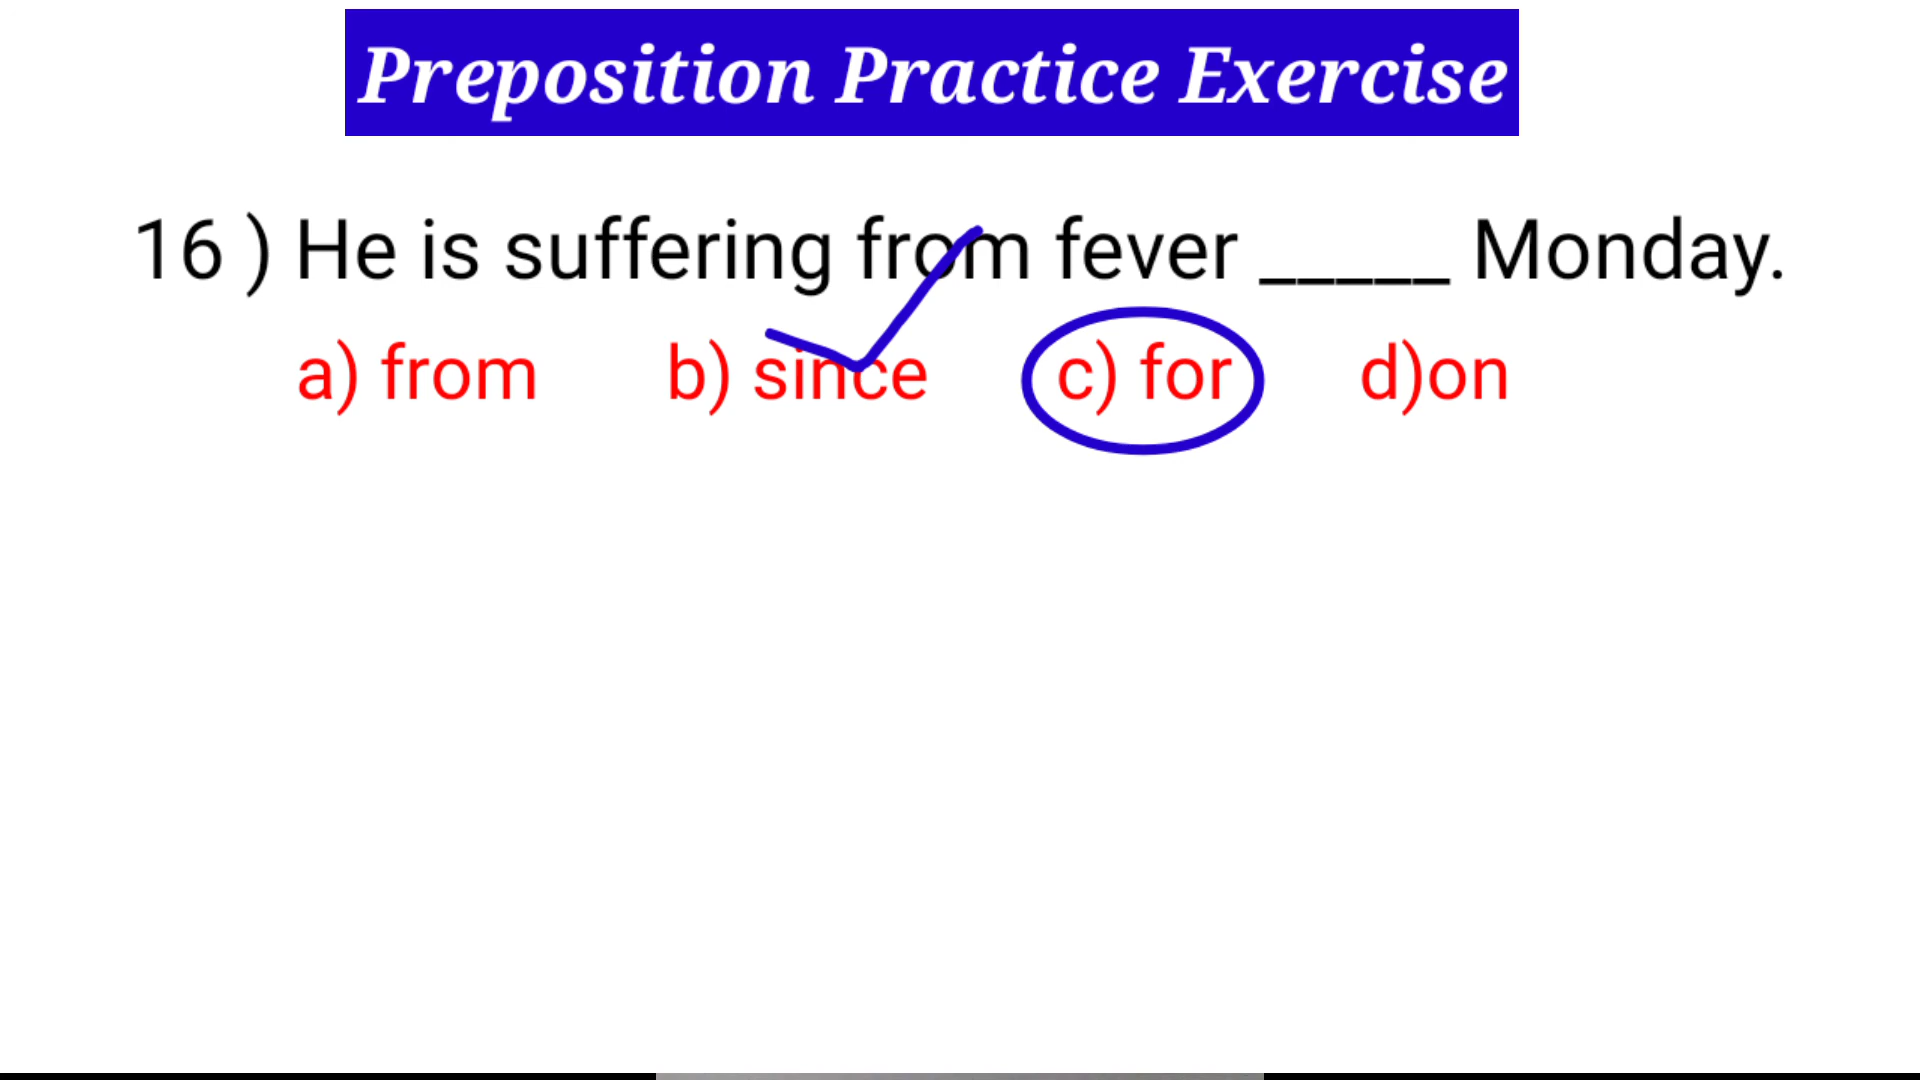 Preposition Practice Exercise
16 ) He is suffering from fever _____ Monday.
a) from b) since c) for d)on